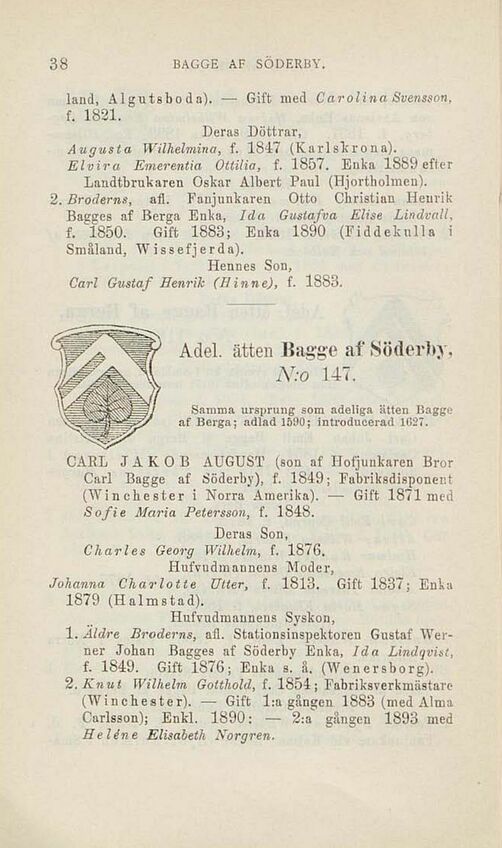 38 BAGGE AF SÖDERBY.
land, Algutsboda). — Gift med Carolina Svensson,
f. 1821.
Deras Döttrar,
Augusta Wilhelmina, f. 1847 (Karlskrona).
Elvira Emerentia Ottilia, f. 1857. Enka 1889 efter
Landtbrukaren Oskar Albert Paul (Hjortholmen).
2. Broderns, afl. Fanjunkaren Otto Christian Henrik
Bagges af Berga Enka, Ida Gustafva Elise Lindvall,
f. 1850. Gift 1883; Enka 1890 (Fiddekulla i
Småland, Wissefjerda).
Hennes Son,
Carl Gustaf Henrik (Hinne), f. 1883.
Adel. ätten Bagge af Söderby,
N:o 147.
Samma ursprung som adeliga ätten Bagge
af Berga; adlad 1590; introducerad 1627.
CARL JAKOB AUGUST (son af Hofjunkaren Bror
Carl Bagge af Söderby), f. 1849; Fabriksdisponent
(Winchester i Norra Amerika). — Gift 1871 med
Sofie Maria Petersson, f. 1848.
Deras Son,
Charles Georg Wilhelm, f. 1876.
Hufvudmannens Moder,
Johanna Charlotte Utter, f. 1813. Gift 1837; Enka
1879 (Halmstad).
Hufvudmannens Syskon,
1. Äldre Broderns, afl. Stationsinspektoren Gustaf Wer-
ner Johan Bagges af Söderby Enka, Ida Lindqvist,
f. 1849. Gift 1876; Enka s. å. (Wenersborg).
2. Knut Wilhelm Gotthold, f. 1854; Fabriksverkmästare
(Winchester). — Gift 1:a gången 1883 (med Alma
Carlsson); Enkl. 1890; — 2:a gången 1893 med
Heléne Elisabeth Norgren.